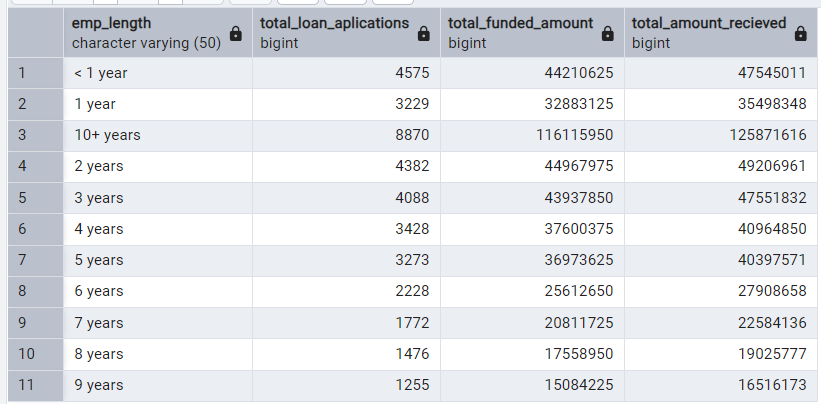 emp_length total_loan_aplications total_funded_amount total_amount_recieved
character varying (50) bigint bigint bigint
1 < 1 year 4575 44210625 47545011
2 1 year 3229 32883125 35498348
3 10+ years 8870 116115950 125871616
4 2 years 4382 44967975 49206961
5 3 years 4088 43937850 47551832
6 4 years 3428 37600375 40964850
7 5 years 3273 36973625 40397571
8 6 years 2228 25612650 27908658
9 7 years 1772 20811725 22584136
10 8 years 1476 17558950 19025777
11 9 years 1255 15084225 16516173